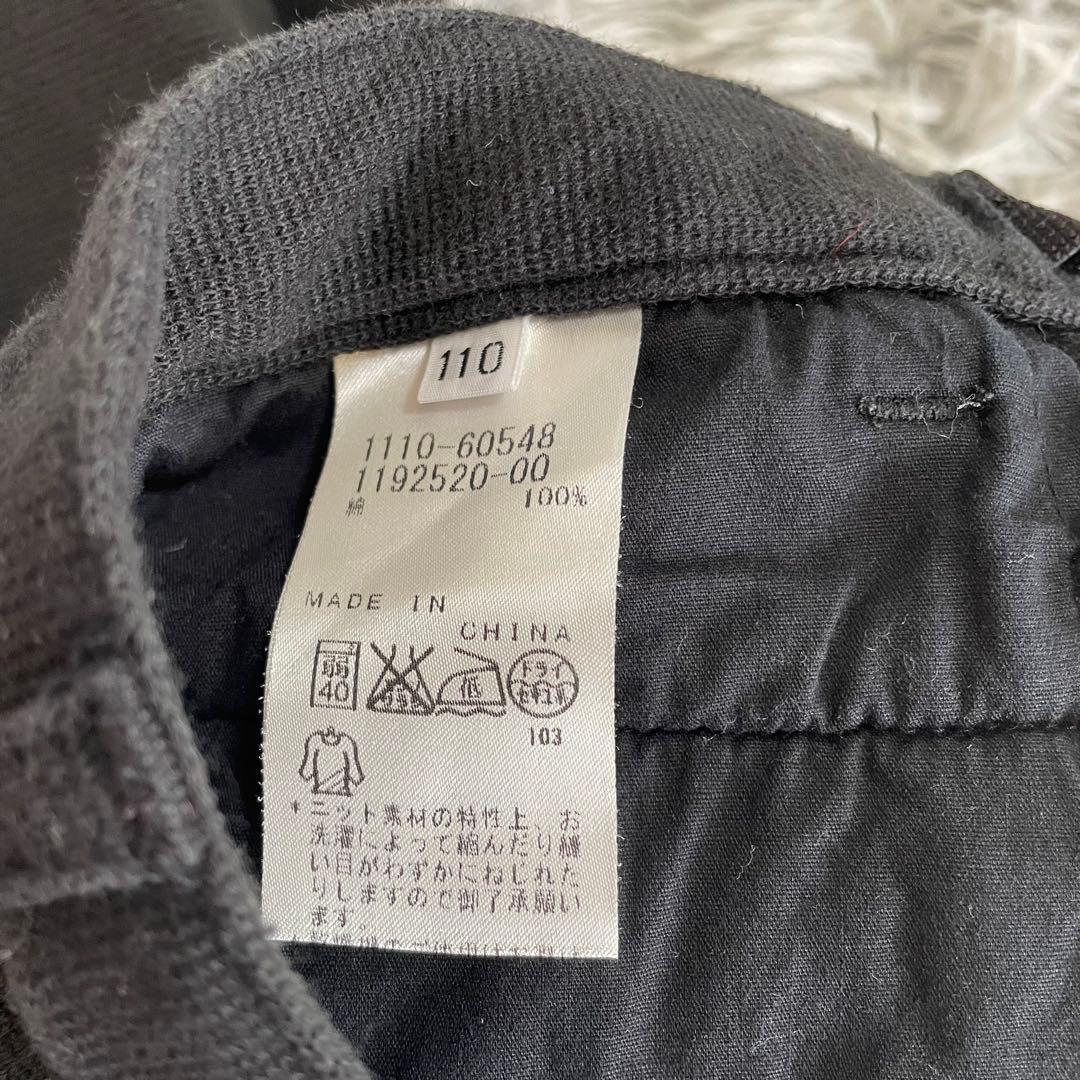 110
1110-60548
1192520-00
綿 100%
MADE IN
CHINA
弱
40
低
ドライ
103
*ニット素材の特性上、お
洗濯によって縮んだり縫
い目がわずかにねじれた
りしますので御了承願い
ます。